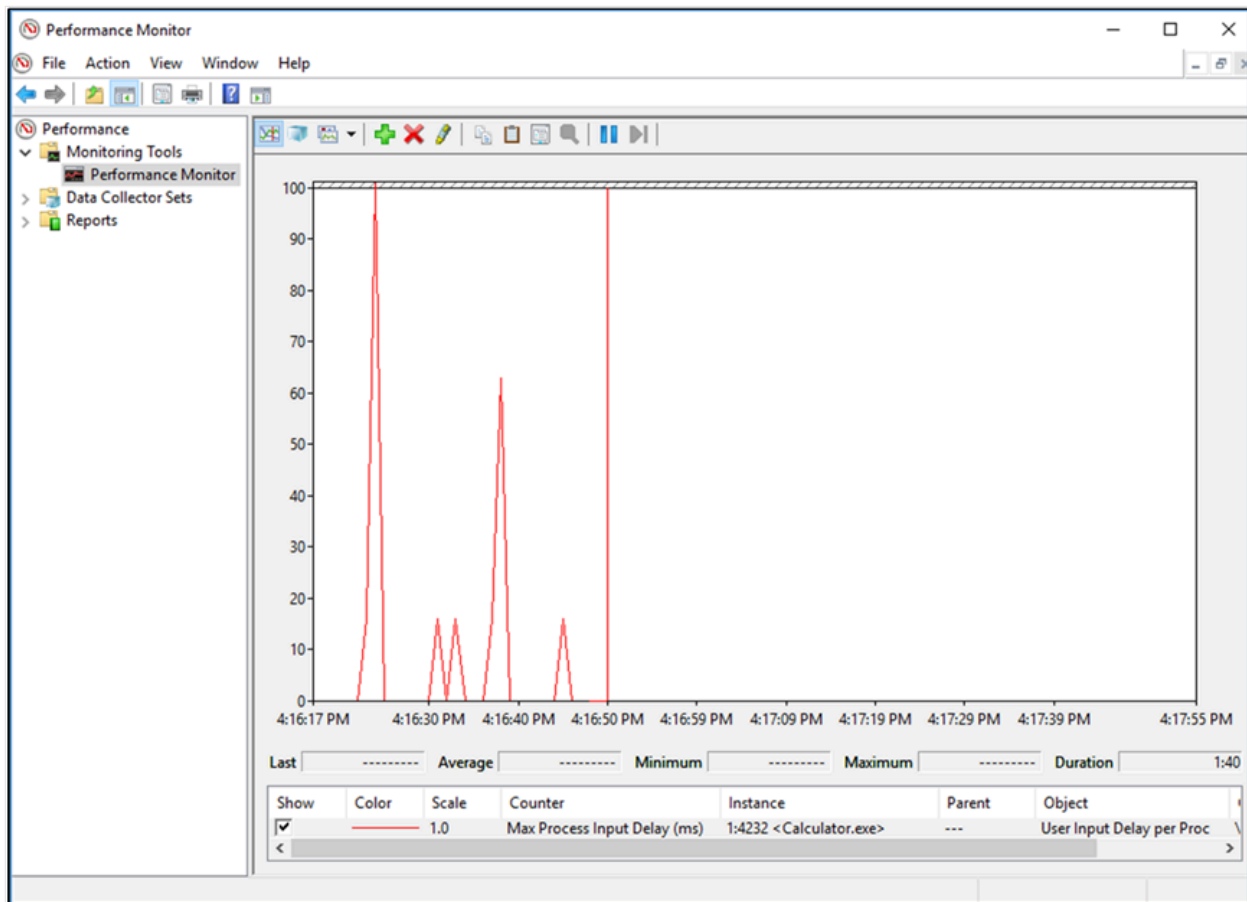 Performance Monitor
File Action View Window Help
Performance
Monitoring Tools
Performance Monitor
Data Collector Sets
Reports
100
90
80
70
60
50
40
30
20
10
0
4:16:17 PM 4:16:30 PM 4:16:40 PM 4:16:50 PM 4:16:59 PM 4:17:09 PM 4:17:19 PM 4:17:29 PM 4:17:39 PM 4:17:55 PM
Last --------- Average --------- Minimum --------- Maximum --------- Duration 1:40
Show Color Scale Counter Instance Parent Object
1.0 Max Process Input Delay (ms) 1:4232 <Calculator.exe> --- User Input Delay per Proc \